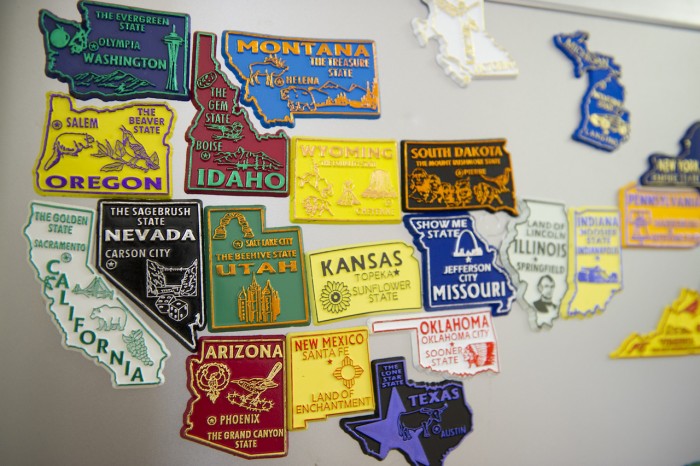 THE EVERGREEN
STATE
OLYMPIA
WASHINGTON
THE
GEM
STATE
BOISE
IDAHO
MONTANA
THE TREASURE
STATE
HELENA
SALEM
THE
BEAVER
STATE
OREGON
WYOMING
SOUTH DAKOTA
THE MOUNT RUSHMORE STATE
PIERRE
THE GOLDEN
STATE
SACRAMENTO
CALIFORNIA
THE SAGEBRUSH
STATE
NEVADA
CARSON CITY
SALT LAKE CITY
THE BEEHIVE STATE
UTAH
KANSAS
TOPEKA
SUNFLOWER
STATE
SHOW ME
STATE
JEFFERSON
CITY
MISSOURI
LAND OF
LINCOLN
ILLINOIS
SPRINGFIELD
INDIANA
HOOSIER
STATE
INDIANAPOLIS
LANSING
NEW YORK
EMPIRE STATE
PENNSYLVANIA
ARIZONA
PHOENIX
THE GRAND CANYON
STATE
NEW MEXICO
SANTA FE
LAND OF
ENCHANTMENT
OKLAHOMA
OKLAHOMA CITY
SOONER
STATE
THE
LONE
STAR
STATE
TEXAS
AUSTIN